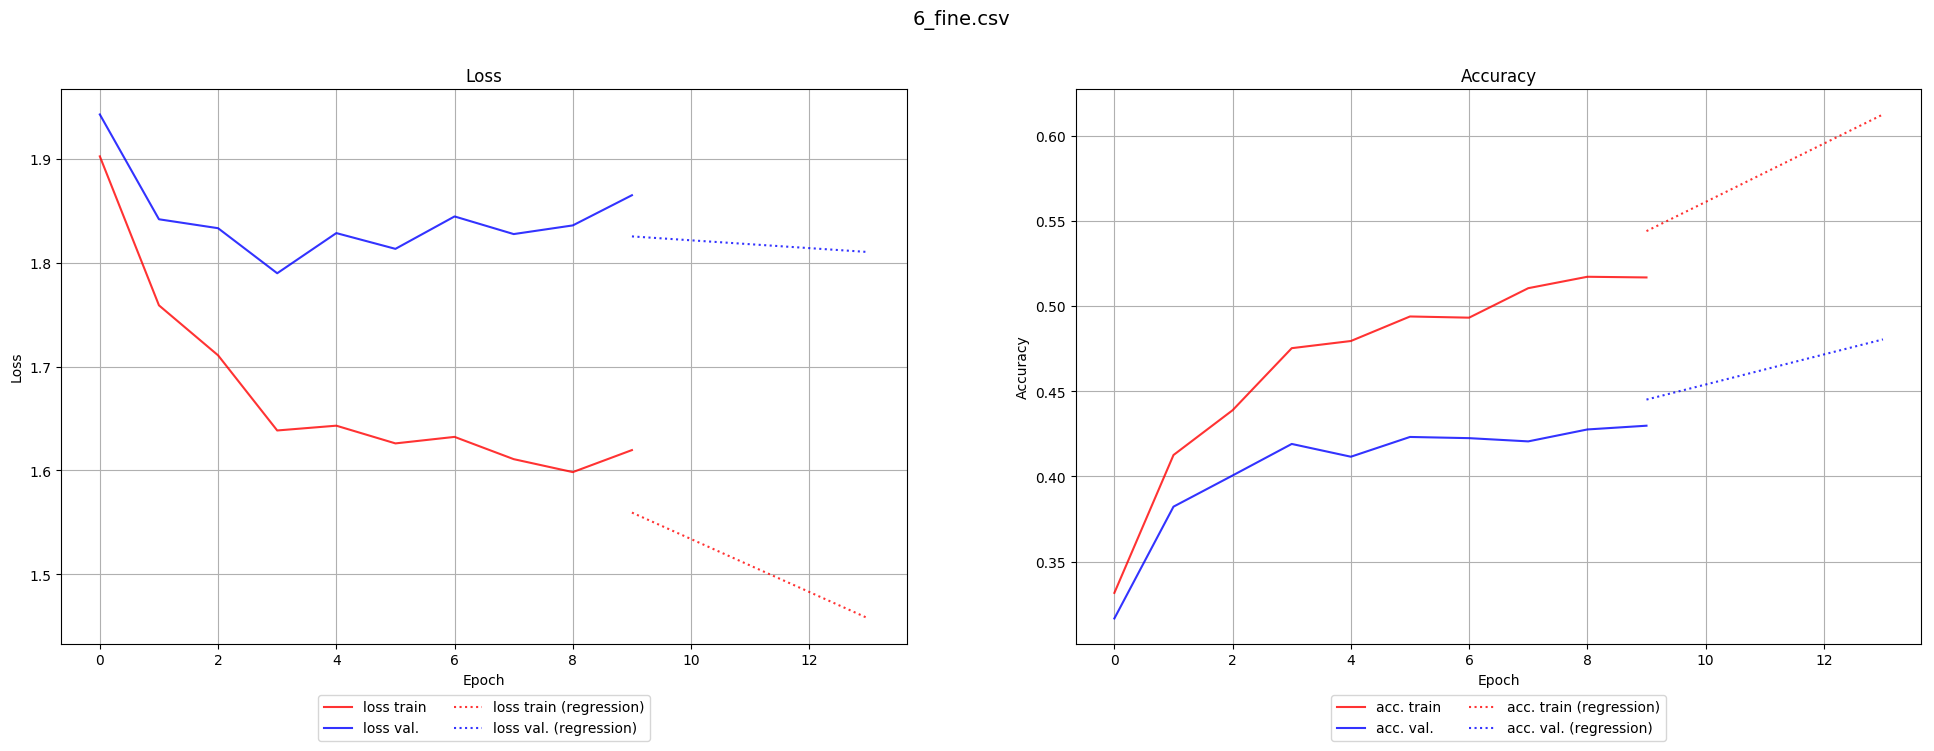 6_fine.csv
Loss
Loss
1.9
1.8
1.7
1.6
1.5
0 2 4 6 8 10 12
Epoch
loss train loss train (regression)
loss val. loss val. (regression)
Accuracy
Accuracy
0.60
0.55
0.50
0.45
0.40
0.35
0 2 4 6 8 10 12
Epoch
acc. train acc. train (regression)
acc. val. acc. val. (regression)